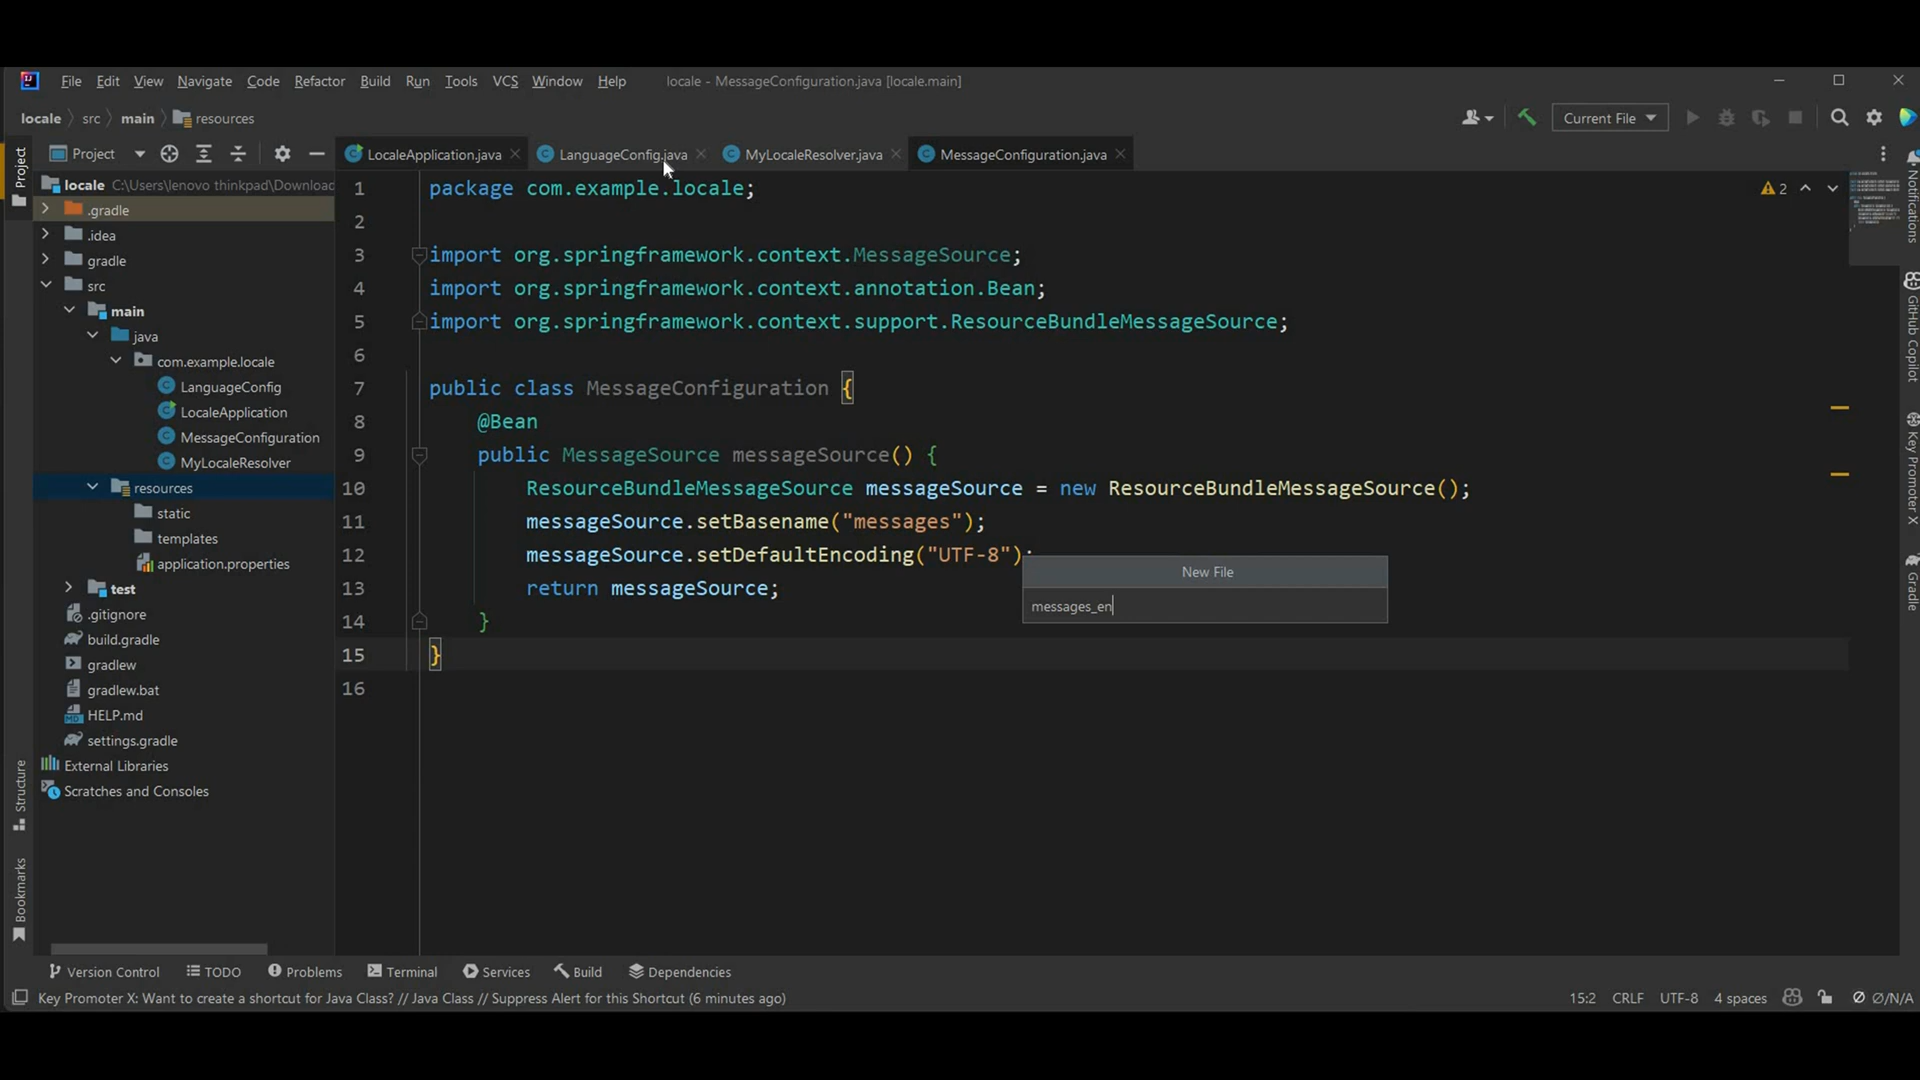 File Edit View Navigate Code Refactor Build Run Tools VCS Window Help locale - MessageConfiguration.java [locale.main]
locale src main resources Current File
Project LocaleApplication.java LanguageConfig.java MyLocaleResolver.java MessageConfiguration.java
Project
locale C:\Users\lenovo thinkpad\Download
.gradle
.idea
gradle
src
main
java
com.example.locale
LanguageConfig
LocaleApplication
MessageConfiguration
MyLocaleResolver
resources
static
templates
application.properties
test
.gitignore
build.gradle
gradlew
gradlew.bat
HELP.md
settings.gradle
External Libraries
Scratches and Consoles
Structure
Bookmarks
1 package com.example.locale;
2
3 import org.springframework.context.MessageSource;
4 import org.springframework.context.annotation.Bean;
5 import org.springframework.context.support.ResourceBundleMessageSource;
6
7 public class MessageConfiguration {
8 @Bean
9 public MessageSource messageSource() {
10 ResourceBundleMessageSource messageSource = new ResourceBundleMessageSource();
11 messageSource.setBasename("messages");
12 messageSource.setDefaultEncoding("UTF-8");
13 return messageSource;
14 }
15 }
16
2
New File
messages_en
Notifications
GitHub Copilot
Key Promoter X
Gradle
Version Control TODO Problems Terminal Services Build Dependencies
Key Promoter X: Want to create a shortcut for Java Class? // Java Class // Suppress Alert for this Shortcut (6 minutes ago) 15:2 CRLF UTF-8 4 spaces Ø/N/A